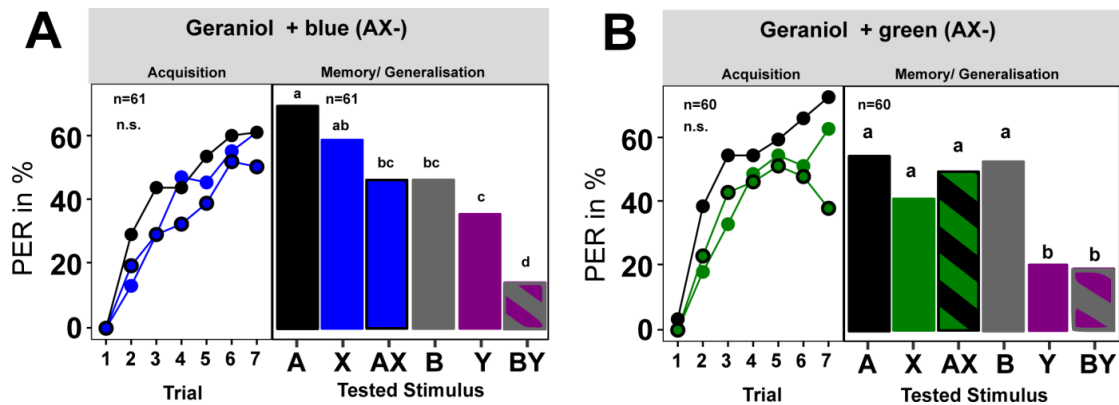 A
Geraniol + blue (AX-)
Acquisition
Memory/ Generalisation
n=61
n.s.
PER in %
60
40
20
0
1 2 3 4 5 6 7
Trial
n=61
a
ab
bc
bc
c
d
A X AX B Y BY
Tested Stimulus
B
Geraniol + green (AX-)
Acquisition
Memory/ Generalisation
n=60
n.s.
PER in %
60
40
20
0
1 2 3 4 5 6 7
Trial
n=60
a
a
a
a
b
b
A X AX B Y BY
Tested Stimulus